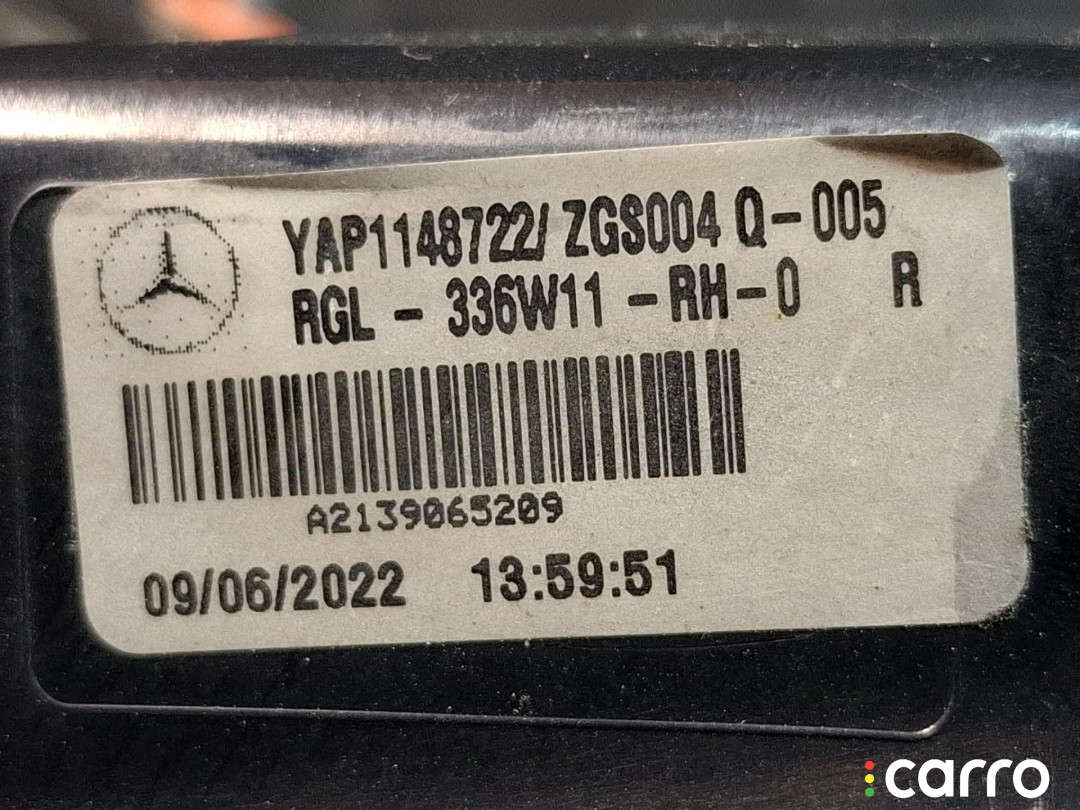 YAP1148722/ ZGS004 Q-005
RGL - 336W11 -RH-0 R
A2139065209
09/06/2022 13:59:51
carro